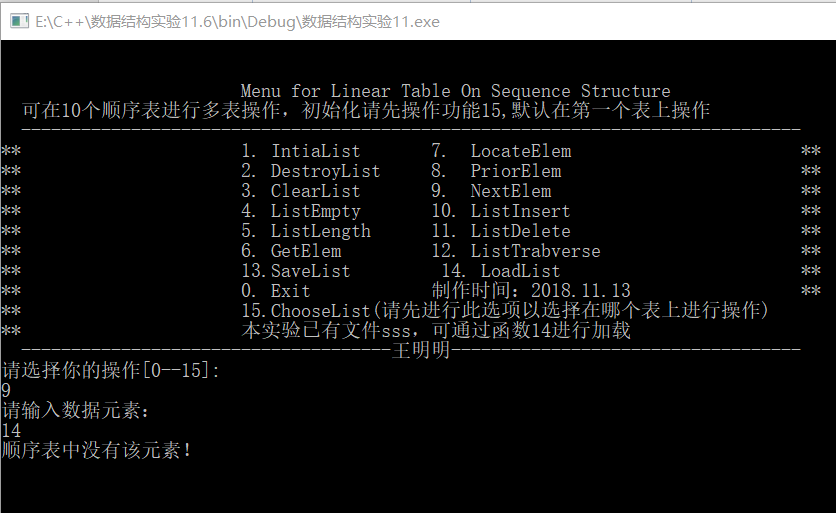 E:\C++\数据结构实验11.6\bin\Debug\数据结构实验11.exe
Menu for Linear Table On Sequence Structure
可在10个顺序表进行多表操作，初始化请先操作功能15,默认在第一个表上操作
------------------------------------------------------------------------------
** 1. IntiaList 7. LocateElem **
** 2. DestroyList 8. PriorElem **
** 3. ClearList 9. NextElem **
** 4. ListEmpty 10. ListInsert **
** 5. ListLength 11. ListDelete **
** 6. GetElem 12. ListTrabverse **
** 13.SaveList 14. LoadList **
** 0. Exit 制作时间：2018.11.13 **
** 15.ChooseList(请先进行此选项以选择在哪个表上进行操作)
** 本实验已有文件sss，可通过函数14进行加载
-------------------------------------王明明-----------------------------------
请选择你的操作[0--15]:
9
请输入数据元素：
14
顺序表中没有该元素！